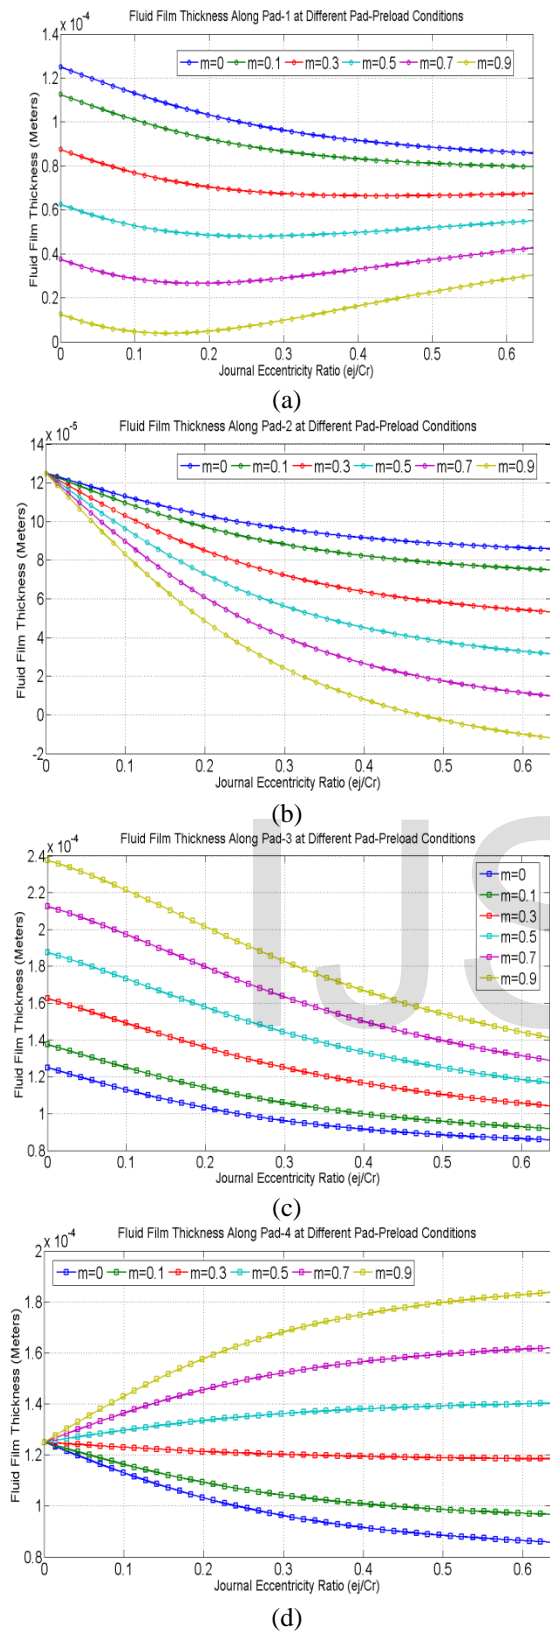 Fluid Film Thickness Along Pad-1 at Different Pad-Preload Conditions
x 10^-4
1.4
1.2
1
0.8
0.6
0.4
0.2
0
m=0 m=0.1 m=0.3 m=0.5 m=0.7 m=0.9
Fluid Film Thickness (Meters)
0 0.1 0.2 0.3 0.4 0.5 0.6
Journal Eccentricity Ratio (ej/Cr)
(a)
Fluid Film Thickness Along Pad-2 at Different Pad-Preload Conditions
x 10^-5
14
12
10
8
6
4
2
0
-2
m=0 m=0.1 m=0.3 m=0.5 m=0.7 m=0.9
Fluid Film Thickness (Meters)
0 0.1 0.2 0.3 0.4 0.5 0.6
Journal Eccentricity Ratio (ej/Cr)
(b)
Fluid Film Thickness Along Pad-3 at Different Pad-Preload Conditions
x 10^-4
2.4
2.2
2
1.8
1.6
1.4
1.2
1
0.8
m=0
m=0.1
m=0.3
m=0.5
m=0.7
m=0.9
Fluid Film Thickness (Meters)
0 0.1 0.2 0.3 0.4 0.5 0.6
Journal Eccentricity Ratio (ej/Cr)
(c)
IJS
Fluid Film Thickness Along Pad-4 at Different Pad-Preload Conditions
x 10^-4
2
1.8
1.6
1.4
1.2
1
0.8
m=0 m=0.1 m=0.3 m=0.5 m=0.7 m=0.9
Fluid Film Thickness (Meters)
0 0.1 0.2 0.3 0.4 0.5 0.6
Journal Eccentricity Ratio (ej/Cr)
(d)